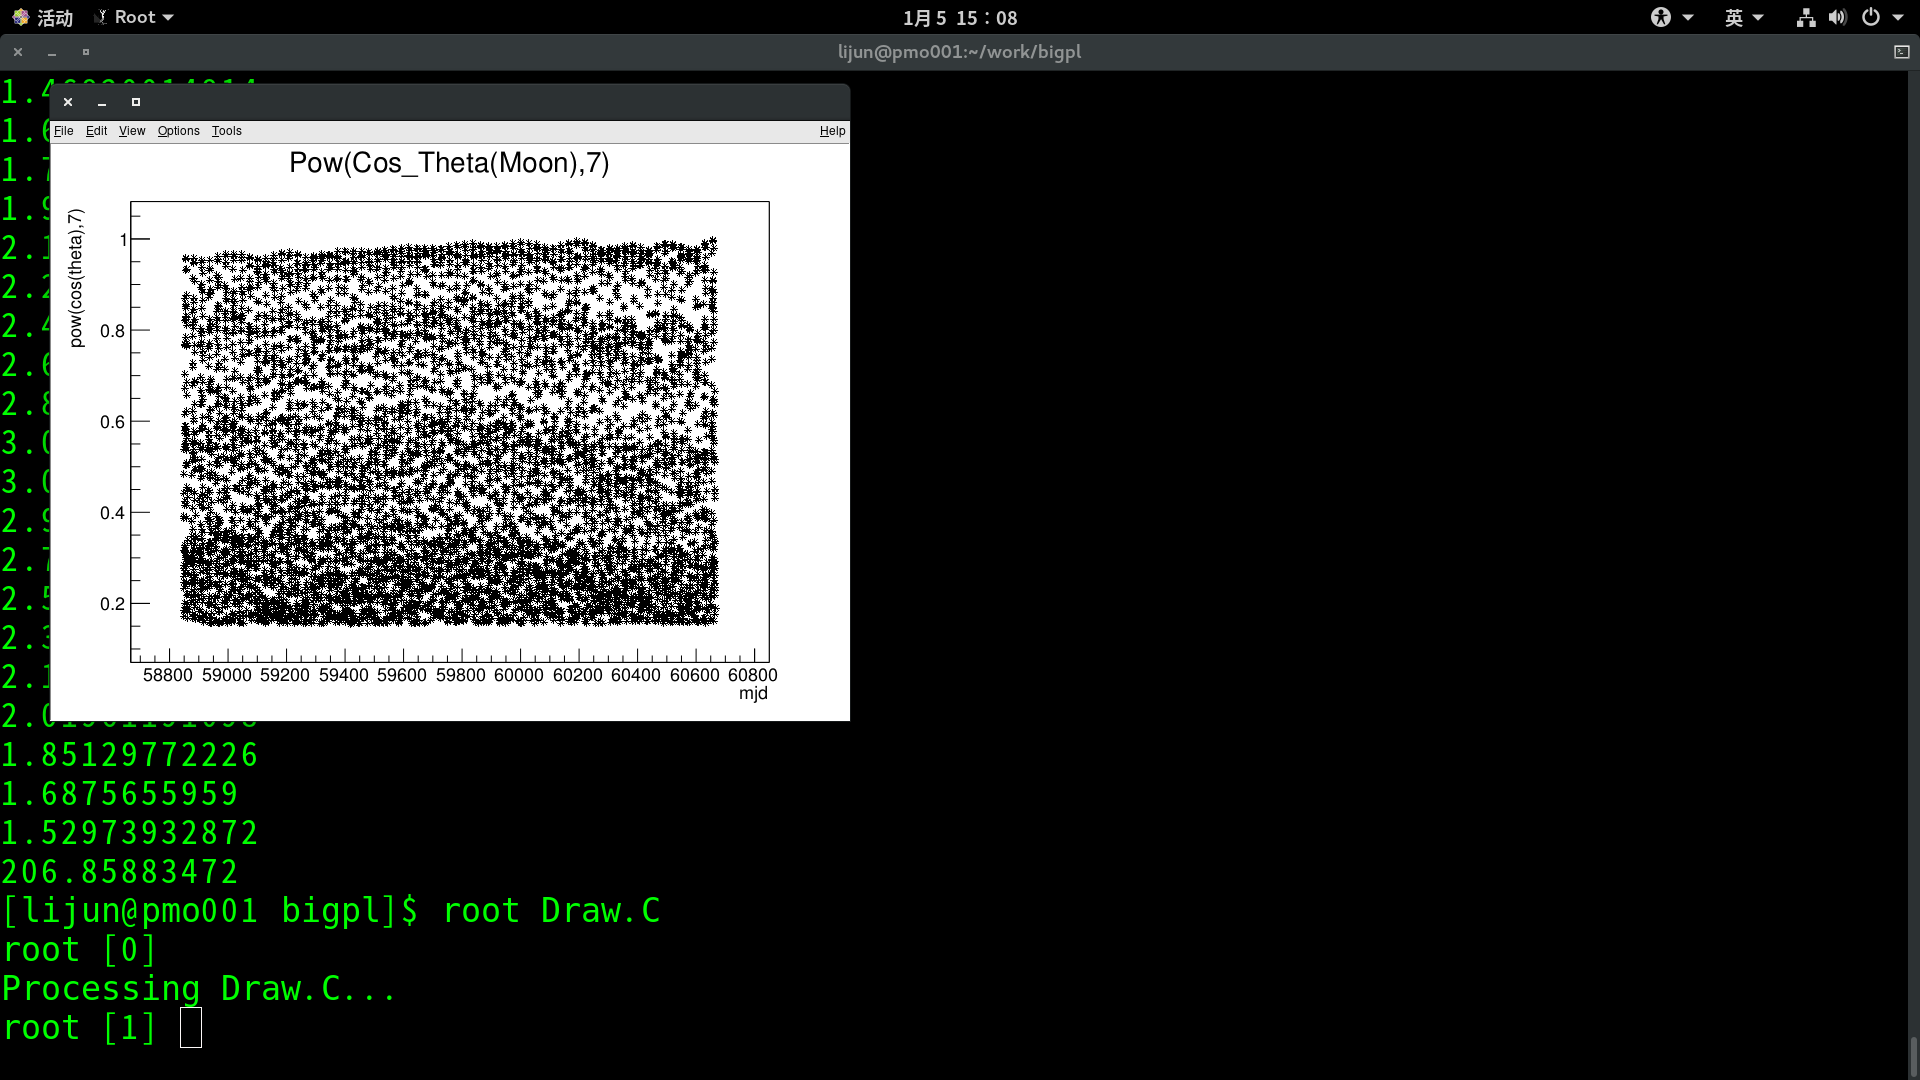 活动
Root
1月5 15：08
英
lijun@pmo001:~/work/bigpl
File Edit View Options Tools Help
Pow(Cos_Theta(Moon),7)
pow(cos(theta),7)
1
0.8
0.6
0.4
0.2
58800 59000 59200 59400 59600 59800 60000 60200 60400 60600 60800
mjd
1.85129772226
1.6875655959
1.52973932872
206.85883472
[lijun@pmo001 bigpl]$ root Draw.C
root [0]
Processing Draw.C...
root [1]